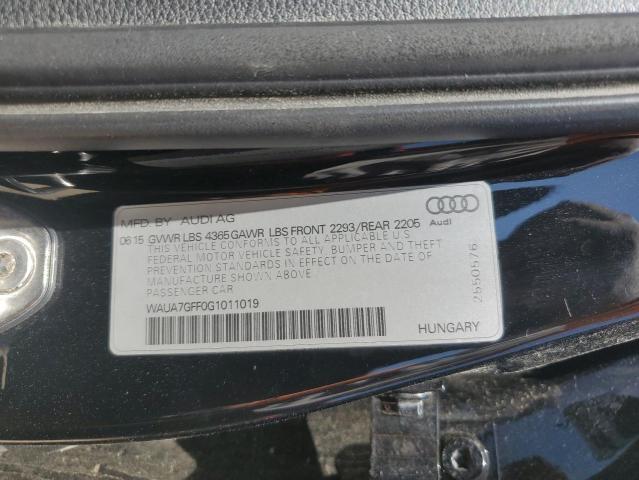 MFD. BY AUDI AG
0615 GVWR LBS 4365 GAWR LBS FRONT 2293/REAR 2205
THIS VEHICLE CONFORMS TO ALL APPLICABLE U.S
FEDERAL MOTOR VEHICLE SAFETY, BUMPER AND THEFT
PREVENTION STANDARDS IN EFFECT ON THE DATE OF
MANUFACTURE SHOWN ABOVE.
PASSENGER CAR
WAUA7GFF0G1011019
Audi
2550576
HUNGARY